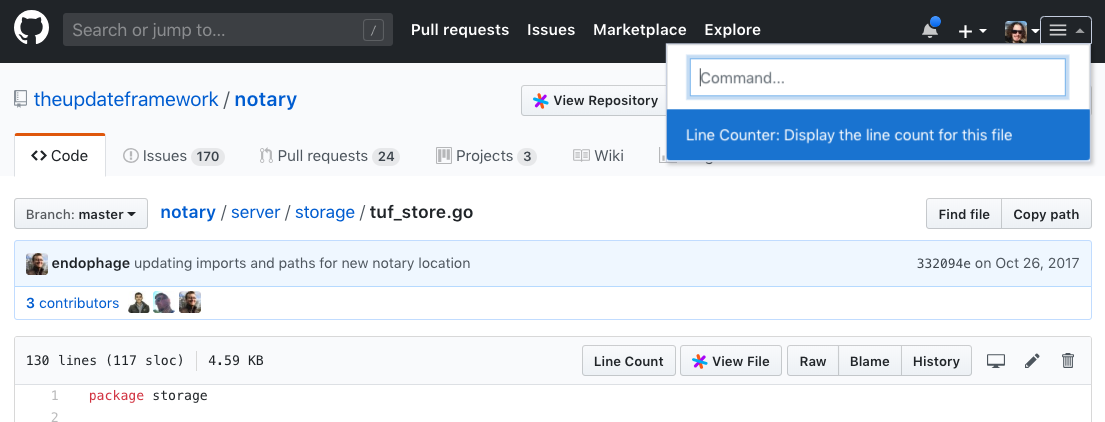 Search or jump to... / Pull requests Issues Marketplace Explore
Command...
theupdateframework / notary View Repository
Line Counter: Display the line count for this file
Code Issues 170 Pull requests 24 Projects 3 Wiki
Branch: master notary / server / storage / tuf_store.go Find file Copy path
endophage updating imports and paths for new notary location 332094e on Oct 26, 2017
3 contributors
130 lines (117 sloc) 4.59 KB Line Count View File Raw Blame History
1 package storage
2